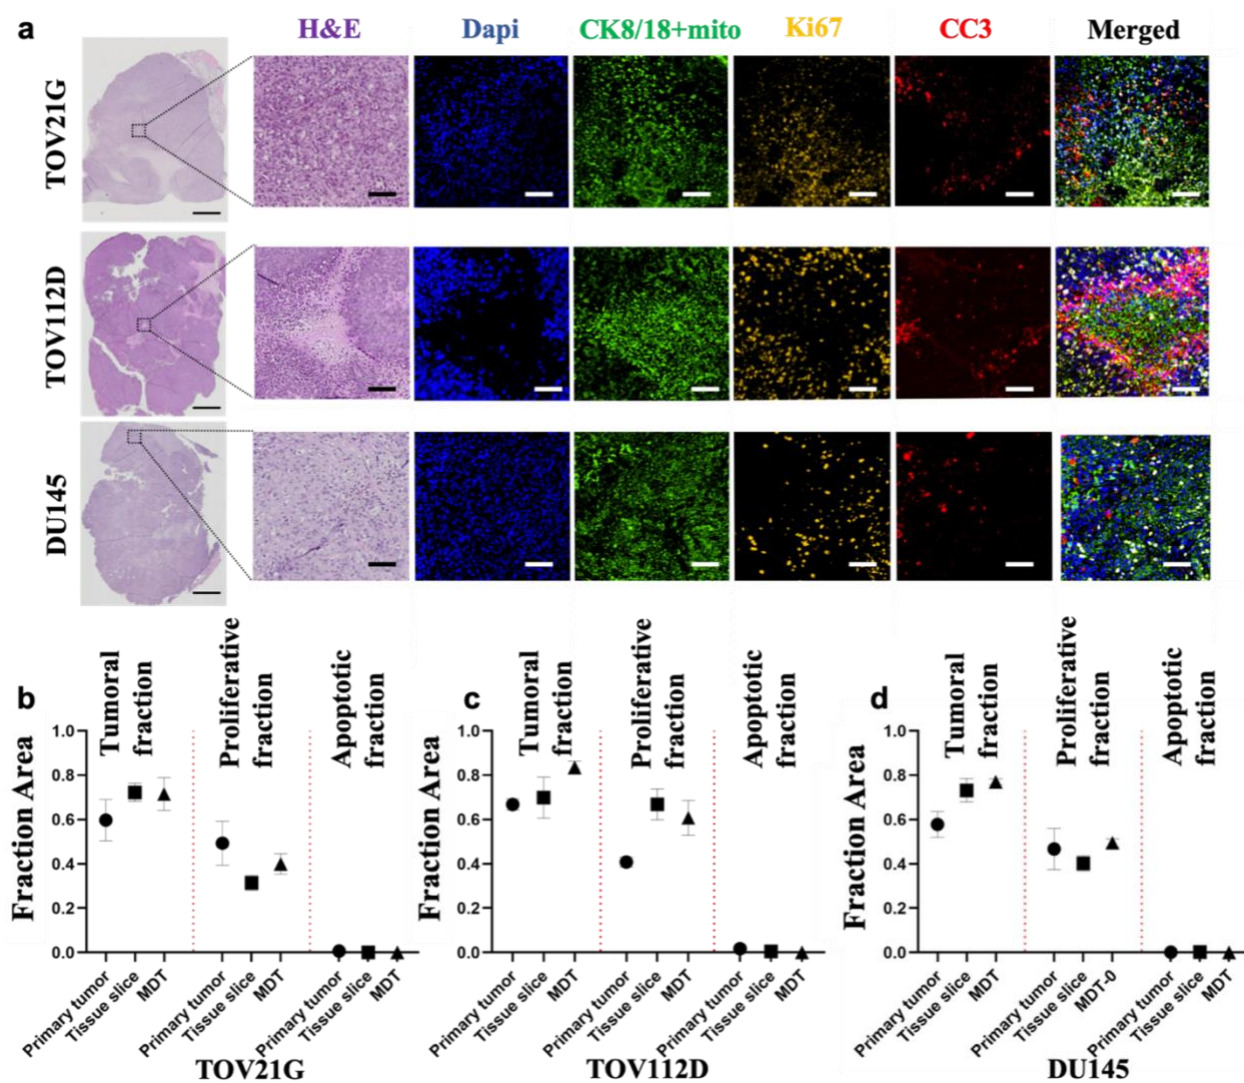 a
H&E Dapi CK8/18+mito Ki67 CC3 Merged
TOV21G
TOV112D
DU145
b
Tumoral
fraction
Proliferative
fraction
Apoptotic
fraction
Fraction Area
1.0
0.8
0.6
0.4
0.2
0.0
Primary tumor
Tissue slice
MDT
Primary tumor
Tissue slice
MDT
Primary tumor
Tissue slice
MDT
TOV21G
c
Tumoral
fraction
Proliferative
fraction
Apoptotic
fraction
Fraction Area
1.0
0.8
0.6
0.4
0.2
0.0
Primary tumor
Tissue slice
MDT
Primary tumor
Tissue slice
MDT
Primary tumor
Tissue slice
MDT
TOV112D
d
Tumoral
fraction
Proliferative
fraction
Apoptotic
fraction
Fraction Area
1.0
0.8
0.6
0.4
0.2
0.0
Primary tumor
Tissue slice
MDT
Primary tumor
Tissue slice
MDT-0
Primary tumor
Tissue slice
MDT
DU145